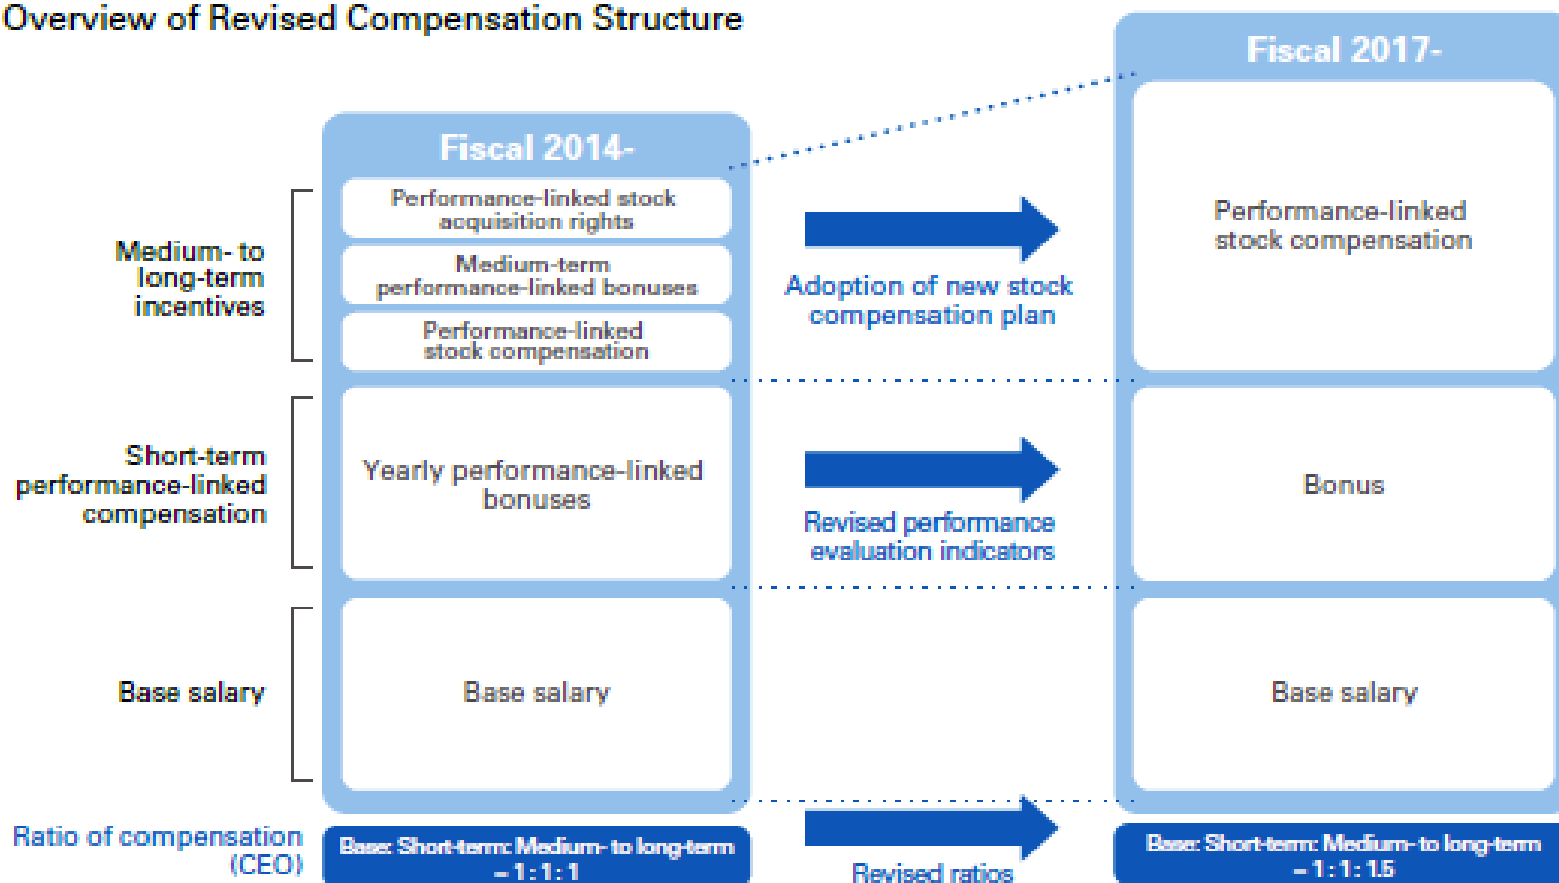 Overview of Revised Compensation Structure
Fiscal 2017-
Fiscal 2014-
Performance-linked stock
acquisition rights
Medium-term
performance-linked bonuses
Performance-linked
stock compensation
Medium- to
long-term
incentives
Adoption of new stock
compensation plan
Performance-linked
stock compensation
Short-term
performance-linked
compensation
Yearly performance-linked
bonuses
Revised performance
evaluation indicators
Bonus
Base salary
Base salary
Base salary
Ratio of compensation
(CEO)
Base: Short-term: Medium- to long-term
= 1 : 1 : 1
Revised ratios
Base: Short-term: Medium- to long-term
= 1 : 1 : 1.5